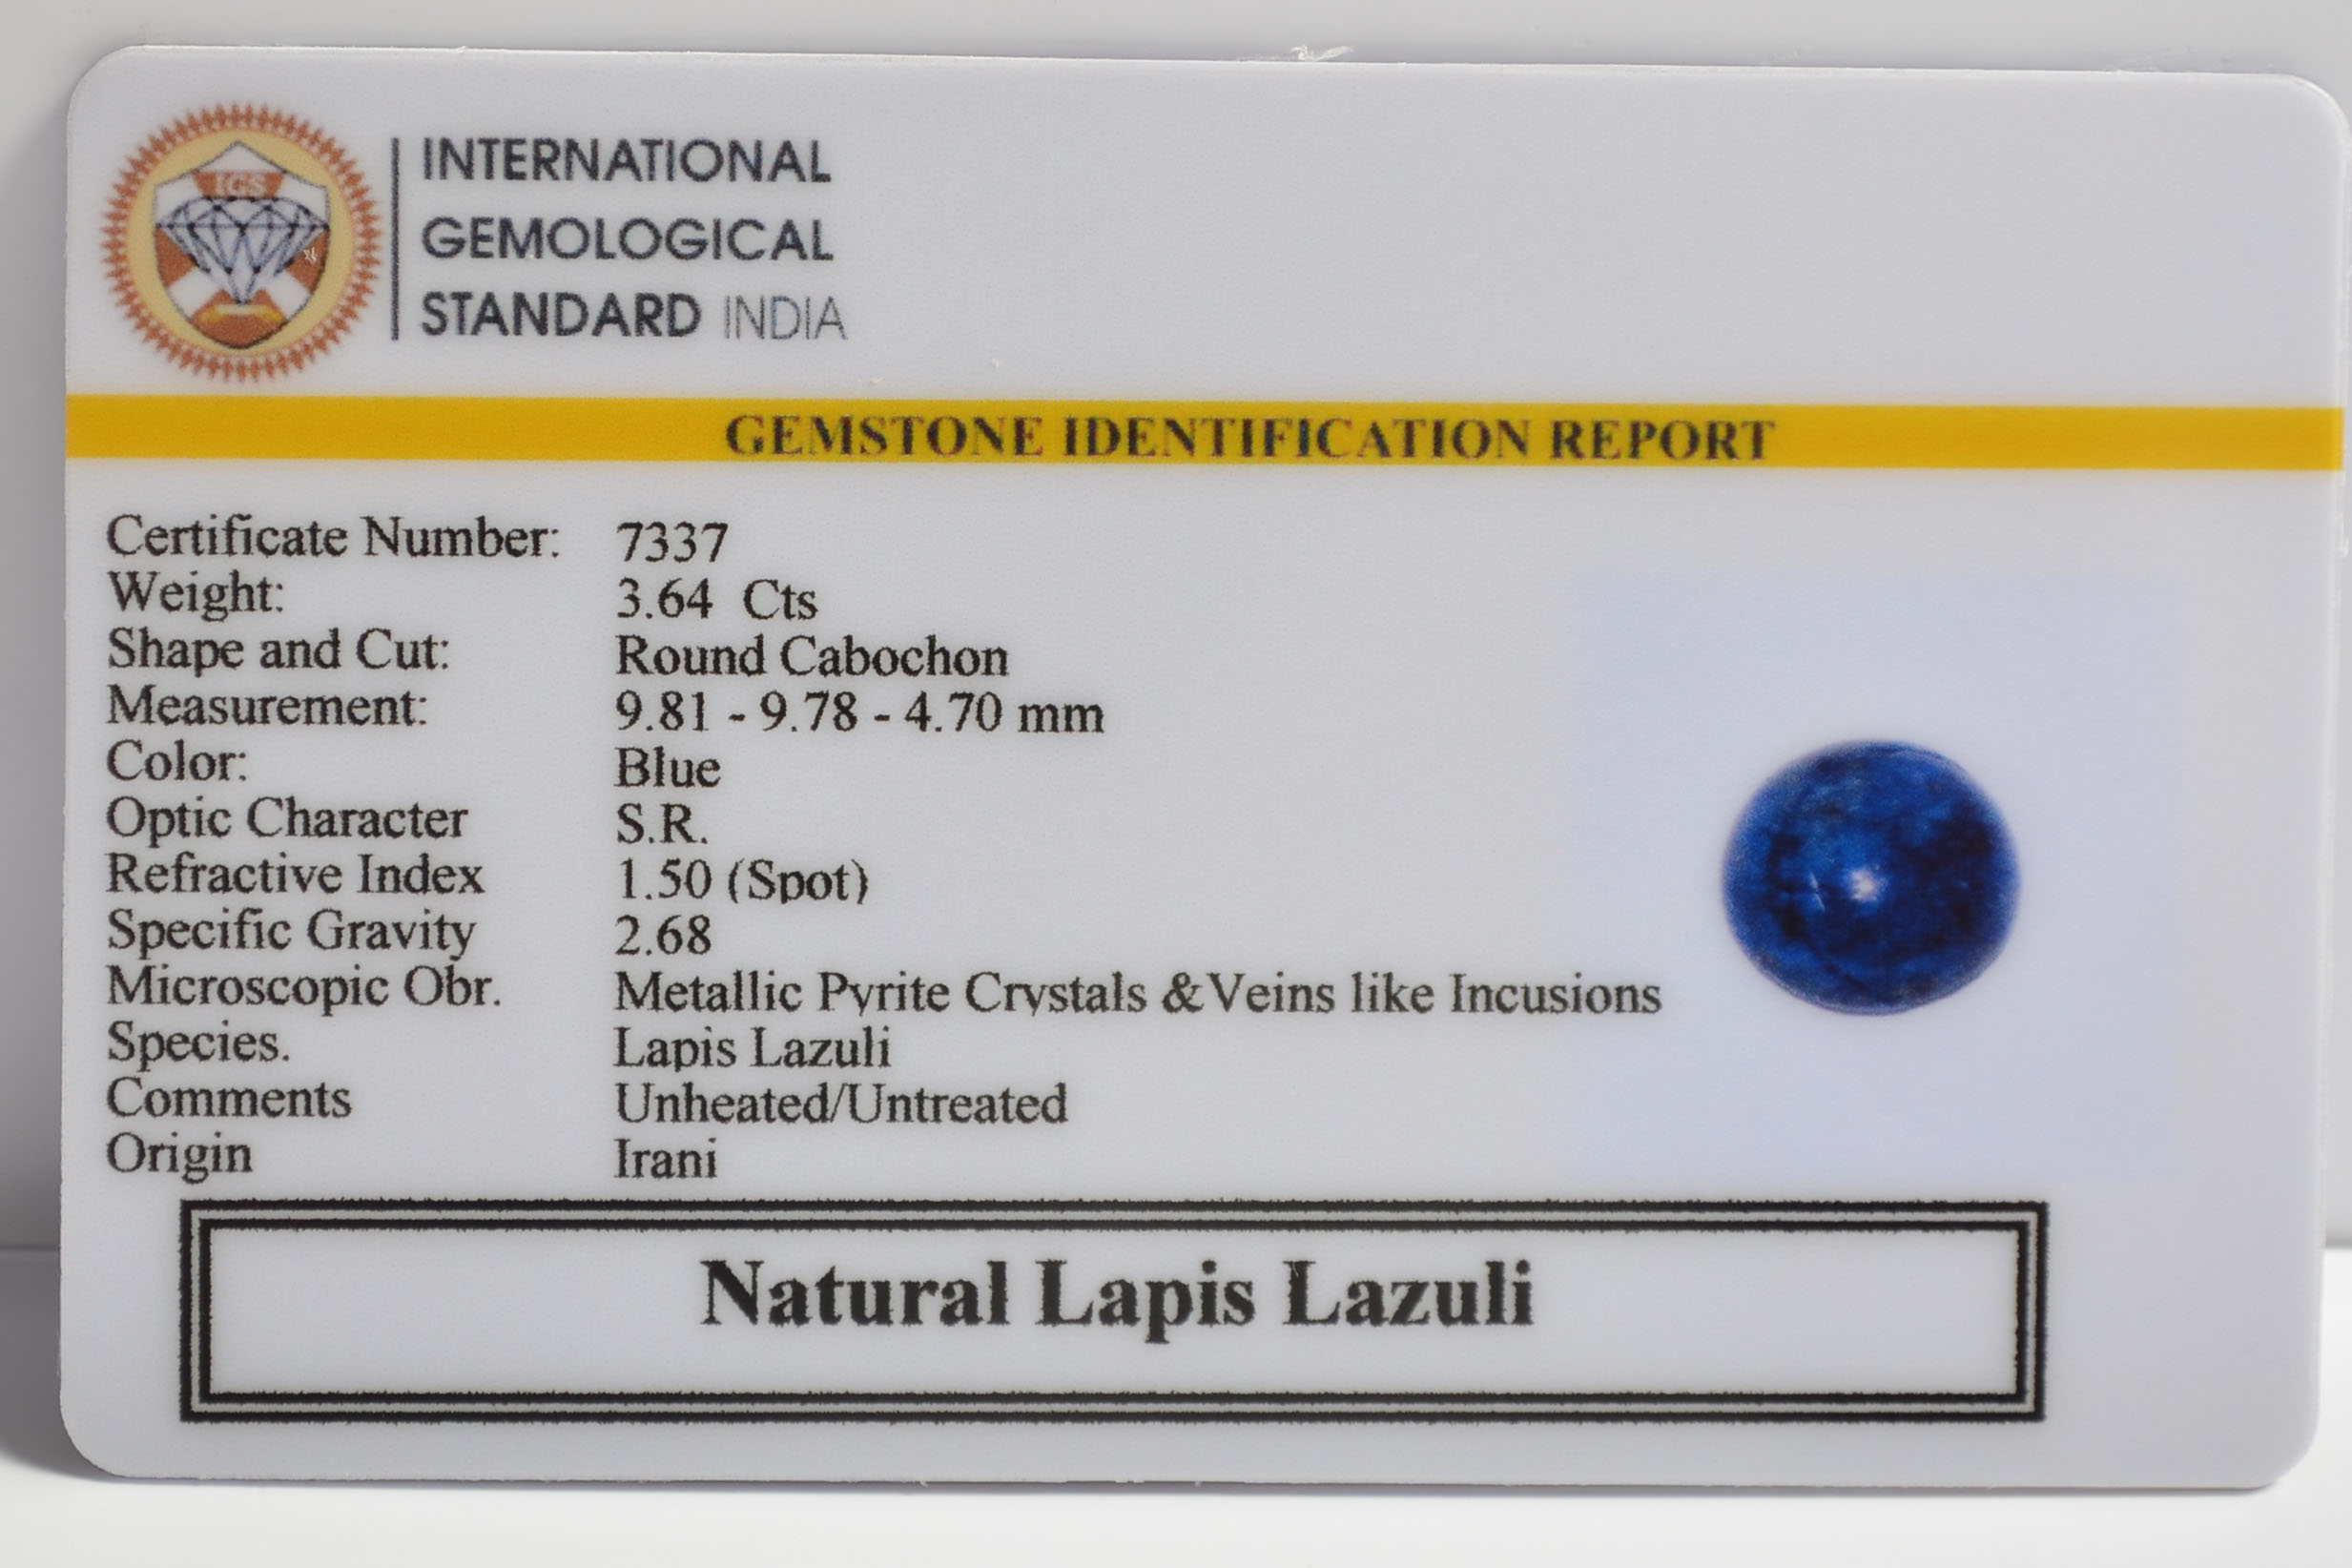 IGS
INTERNATIONAL
GEMOLOGICAL
STANDARD INDIA
GEMSTONE IDENTIFICATION REPORT
Certificate Number: 7337
Weight: 3.64 Cts
Shape and Cut: Round Cabochon
Measurement: 9.81 - 9.78 - 4.70 mm
Color: Blue
Optic Character S.R.
Refractive Index 1.50 (Spot)
Specific Gravity 2.68
Microscopic Obr. Metallic Pyrite Crystals &Veins like Incusions
Species. Lapis Lazuli
Comments Unheated/Untreated
Origin Irani
Natural Lapis Lazuli